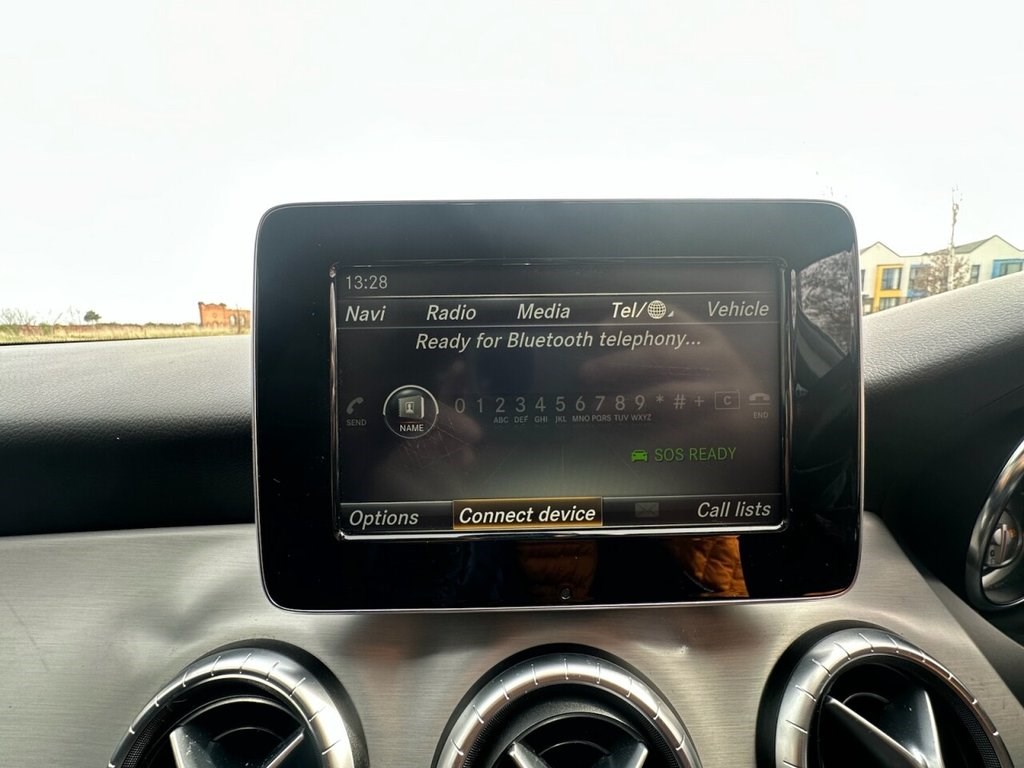 13:28
Navi Radio Media Tel/ Vehicle
Ready for Bluetooth telephony...
0 1 2 3 4 5 6 7 8 9 * # + C
SEND NAME ABC DEF GHI JKL MNO PQRS TUV WXYZ END
SOS READY
Options Connect device Call lists